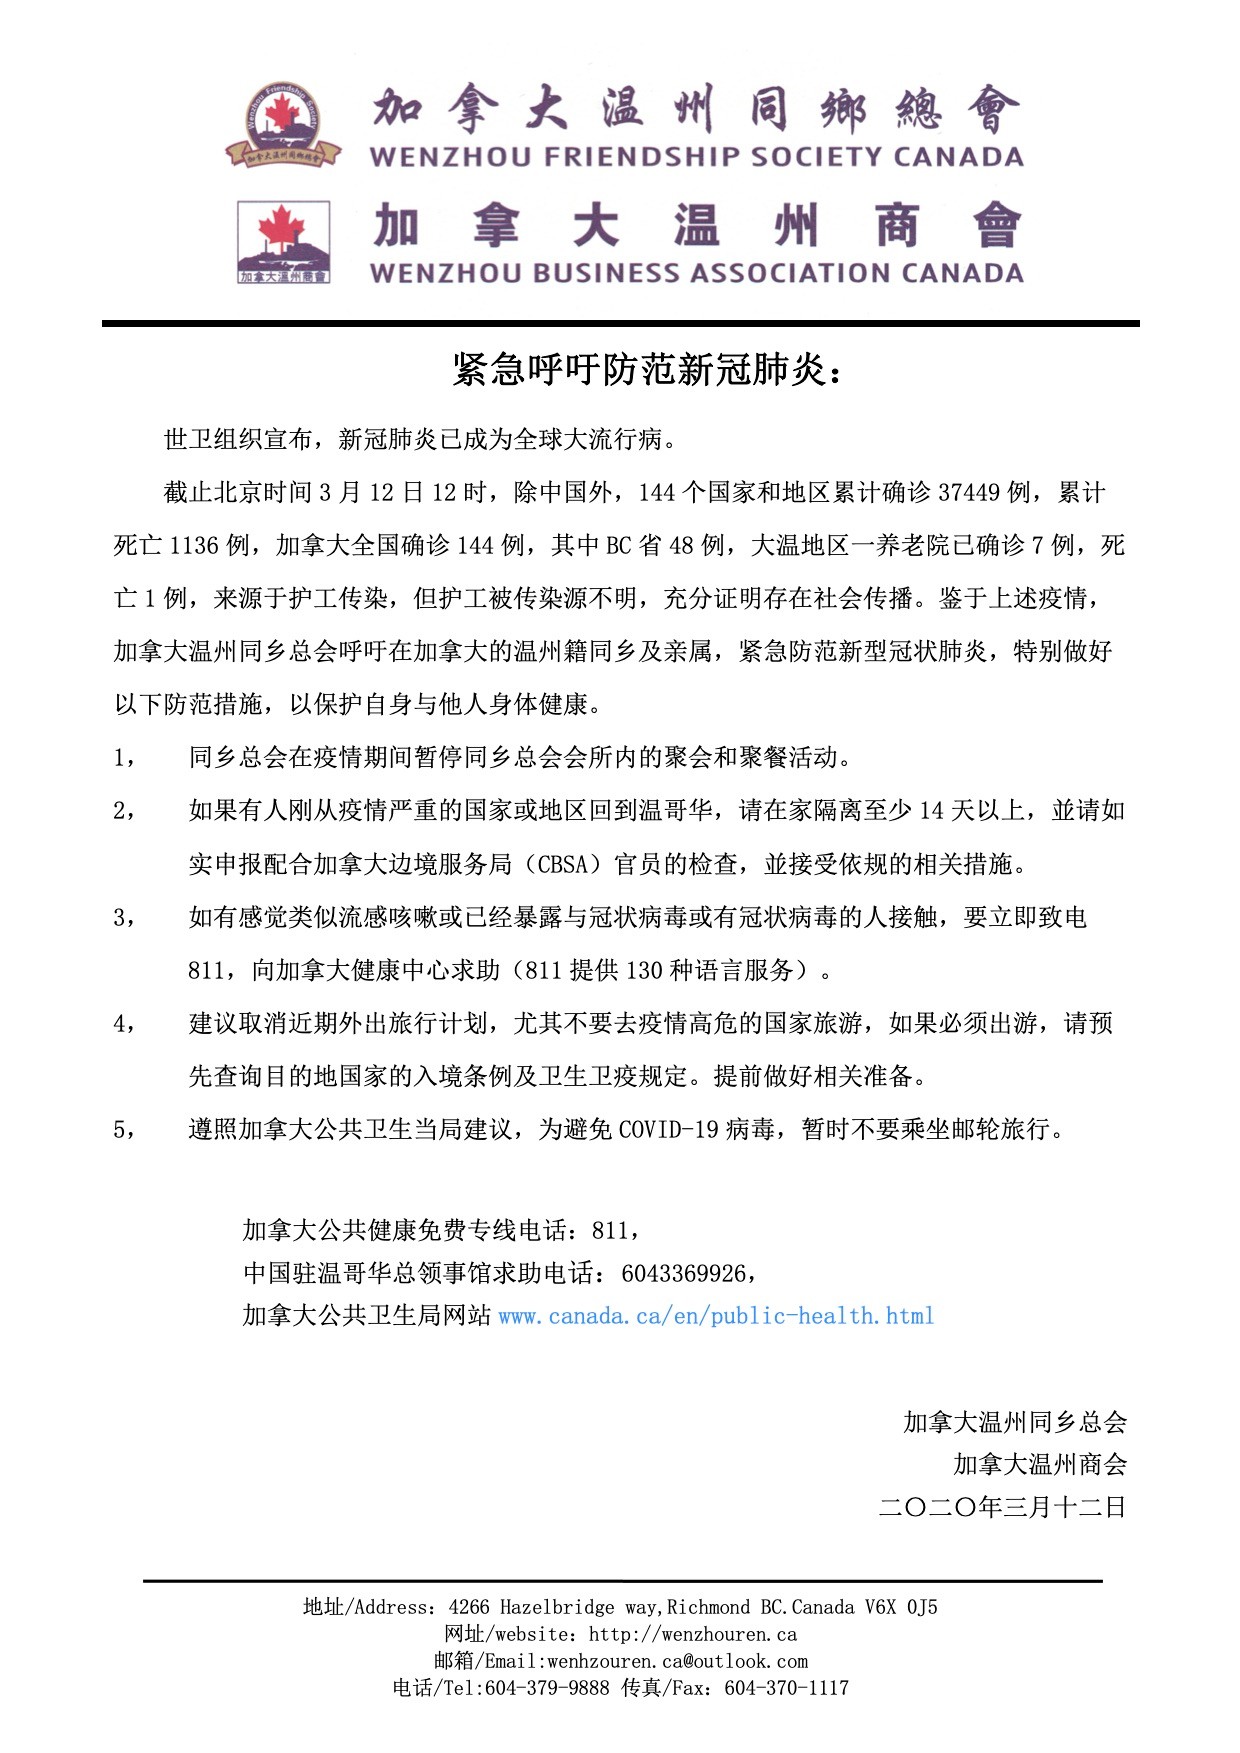 Wenzhou Friendship Society
加拿大温州同鄉總會
加拿大温州同鄉總會
WENZHOU FRIENDSHIP SOCIETY CANADA
加拿大温州商會
加拿大温州商會
WENZHOU BUSINESS ASSOCIATION CANADA
紧急呼吁防范新冠肺炎：
世卫组织宣布，新冠肺炎已成为全球大流行病。
截止北京时间 3 月 12 日 12 时，除中国外，144 个国家和地区累计确诊 37449 例，累计
死亡 1136 例，加拿大全国确诊 144 例，其中 BC 省 48 例，大温地区一养老院已确诊 7 例，死
亡 1 例，来源于护工传染，但护工被传染源不明，充分证明存在社会传播。鉴于上述疫情，
加拿大温州同乡总会呼吁在加拿大的温州籍同乡及亲属，紧急防范新型冠状肺炎，特别做好
以下防范措施，以保护自身与他人身体健康。
1， 同乡总会在疫情期间暂停同乡总会会所内的聚会和聚餐活动。
2， 如果有人刚从疫情严重的国家或地区回到温哥华，请在家隔离至少 14 天以上，並请如
实申报配合加拿大边境服务局（CBSA）官员的检查，並接受依规的相关措施。
3， 如有感觉类似流感咳嗽或已经暴露与冠状病毒或有冠状病毒的人接触，要立即致电
811，向加拿大健康中心求助（811 提供 130 种语言服务）。
4， 建议取消近期外出旅行计划，尤其不要去疫情高危的国家旅游，如果必须出游，请预
先查询目的地国家的入境条例及卫生卫疫规定。提前做好相关准备。
5， 遵照加拿大公共卫生当局建议，为避免 COVID-19 病毒，暂时不要乘坐邮轮旅行。
加拿大公共健康免费专线电话：811，
中国驻温哥华总领事馆求助电话：6043369926，
加拿大公共卫生局网站 www.canada.ca/en/public-health.html
加拿大温州同乡总会
加拿大温州商会
二〇二〇年三月十二日
地址/Address：4266 Hazelbridge way,Richmond BC.Canada V6X 0J5
网址/website：http://wenzhouren.ca
邮箱/Email:wenhzouren.ca@outlook.com
电话/Tel:604-379-9888 传真/Fax：604-370-1117